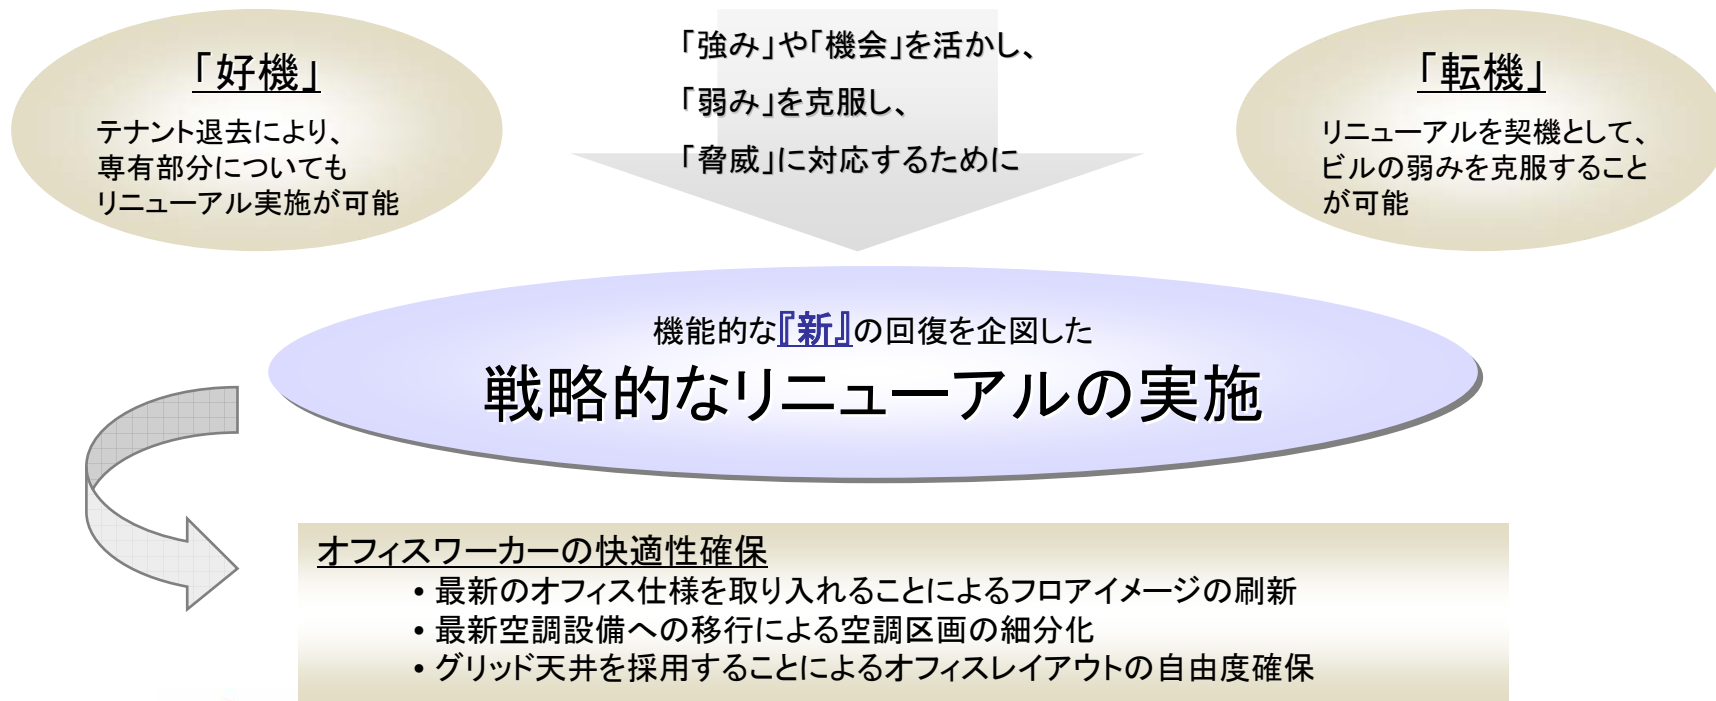 「好機」
テナント退去により、
専有部分についても
リニューアル実施が可能
「強み」や「機会」を活かし、
「弱み」を克服し、
「脅威」に対応するために
「転機」
リニューアルを契機として、
ビルの弱みを克服すること
が可能
機能的な『新』の回復を企図した
戦略的なリニューアルの実施
オフィスワーカーの快適性確保
• 最新のオフィス仕様を取り入れることによるフロアイメージの刷新
• 最新空調設備への移行による空調区画の細分化
• グリッド天井を採用することによるオフィスレイアウトの自由度確保